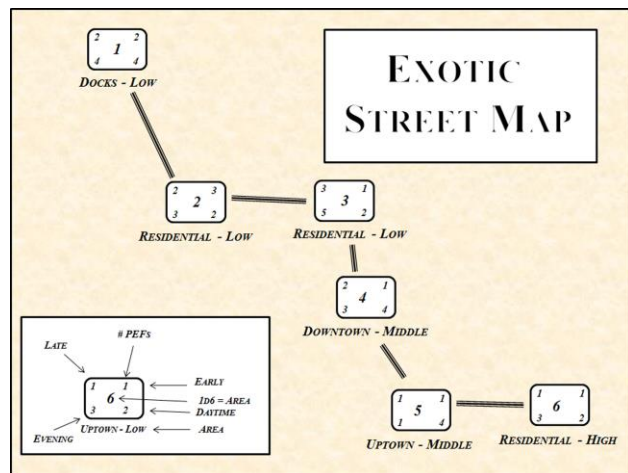 EXOTIC
STREET MAP
2 2
1
4 4
DOCKS - LOW
2 3
2
3 2
RESIDENTIAL - LOW
3 1
3
5 2
RESIDENTIAL - LOW
2 1
4
3 4
DOWNTOWN - MIDDLE
1 1
5
1 4
UPTOWN - MIDDLE
1 1
6
3 2
RESIDENTIAL - HIGH
# PEFS
LATE
1 1
EARLY
6
1D6 = AREA
3 2
DAYTIME
EVENING
UPTOWN - LOW
AREA